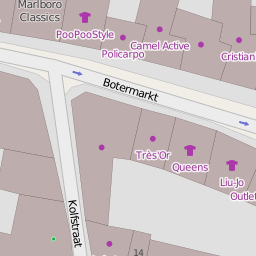 Marlboro
Classics
PooPooStyle
Camel Active
Policarpo
Cristian
Botermarkt
Très'Or
Queens
Liu-Jo
Outlet
Kolfstraat
14